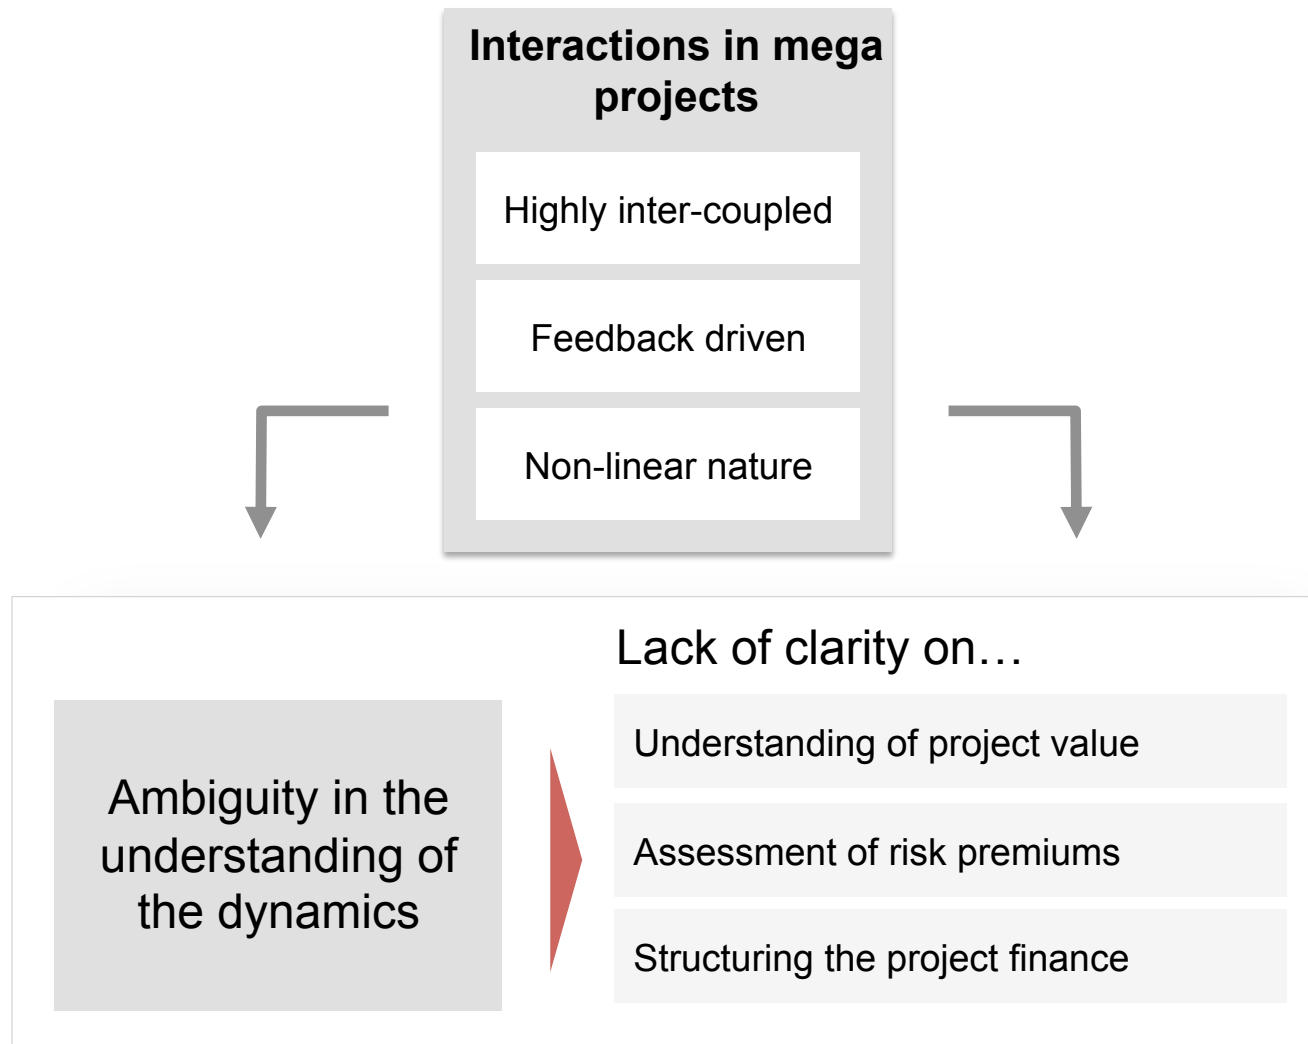 Interactions in mega
projects
Highly inter-coupled
Feedback driven
Non-linear nature
Ambiguity in the
understanding of
the dynamics
Lack of clarity on…
Understanding of project value
Assessment of risk premiums
Structuring the project finance